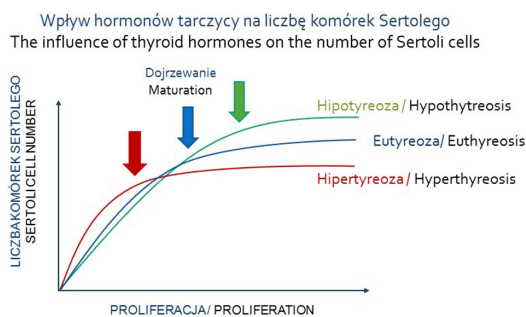 Wpływ hormonów tarczycy na liczbę komórek Sertolego
The influence of thyroid hormones on the number of Sertoli cells
Dojrzewanie
Maturation
Hipotyreoza / Hypothytreosis
Eutyreoza/ Euthyreosis
Hipertyreoza / Hyperthyreosis
LICZBA KOMÓREK SERTOLEGO
SERTOLI CELL NUMBER
PROLIFERACJA/ PROLIFERATION